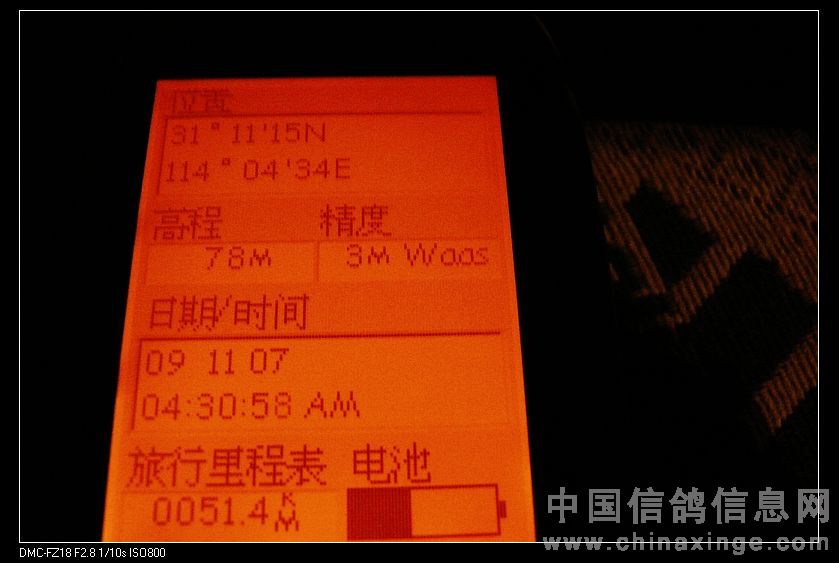 位置
31°11'15N
114°04'34E
高程 精度
78M 3M Waas
日期/时间
09 11 07
04:30:58 AM
旅行里程表 电池
0051.4KM
中国信鸽信息网
www.chinaxinge.com
DMC-FZ18 F2.8 1/10s ISO800